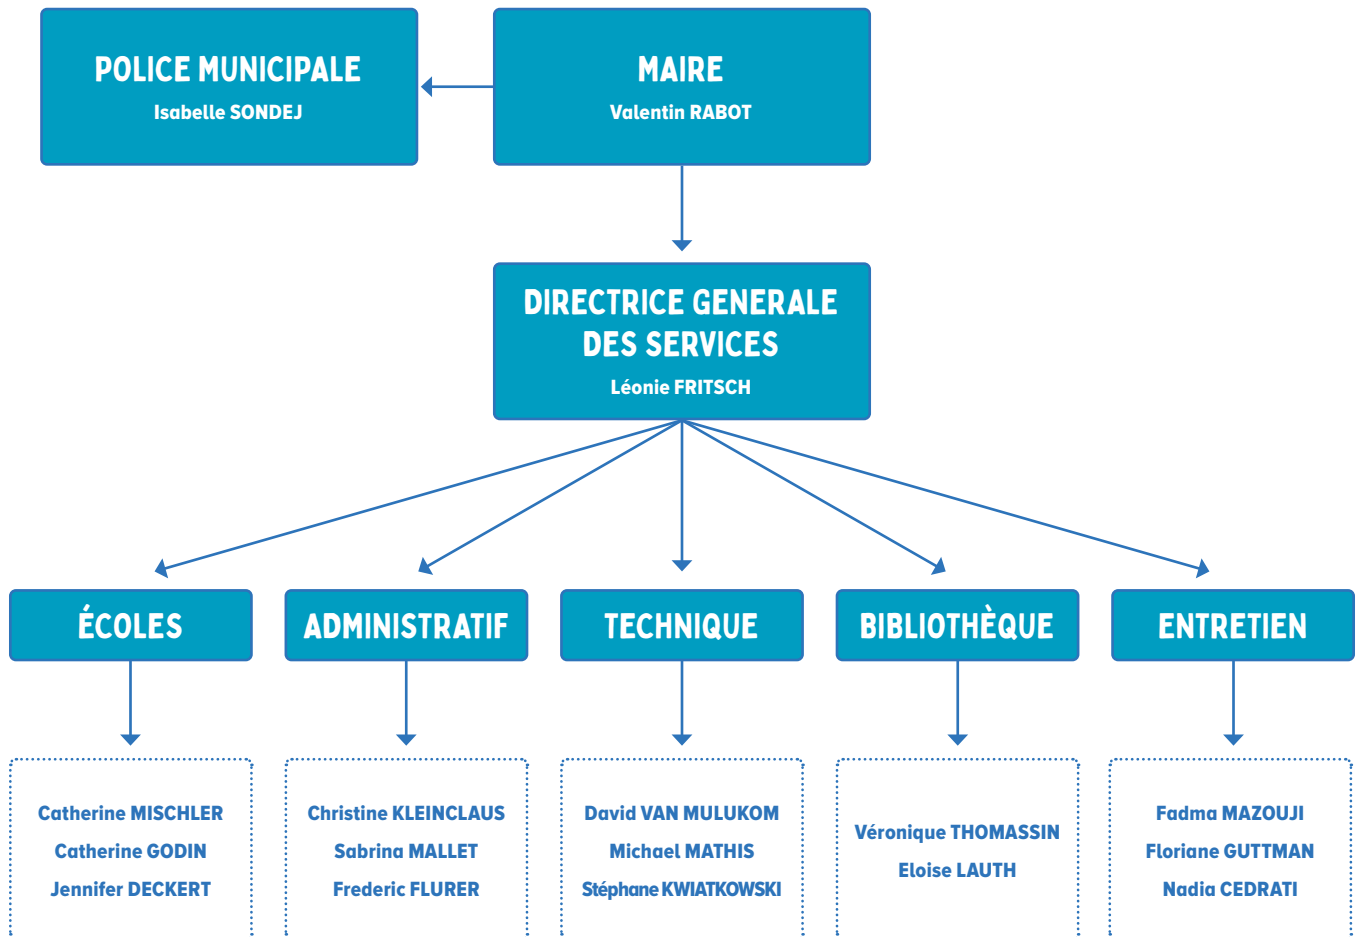 POLICE MUNICIPALE
Isabelle SONDEJ
MAIRE
Valentin RABOT
DIRECTRICE GENERALE
DES SERVICES
Léonie FRITSCH
ÉCOLES
ADMINISTRATIF
TECHNIQUE
BIBLIOTHÈQUE
ENTRETIEN
Catherine MISCHLER
Catherine GODIN
Jennifer DECKERT
Christine KLEINCLAUS
Sabrina MALLET
Frederic FLURER
David VAN MULUKOM
Michael MATHIS
Stéphane KWIATKOWSKI
Véronique THOMASSIN
Eloise LAUTH
Fadma MAZOUJI
Floriane GUTTMAN
Nadia CEDRATI